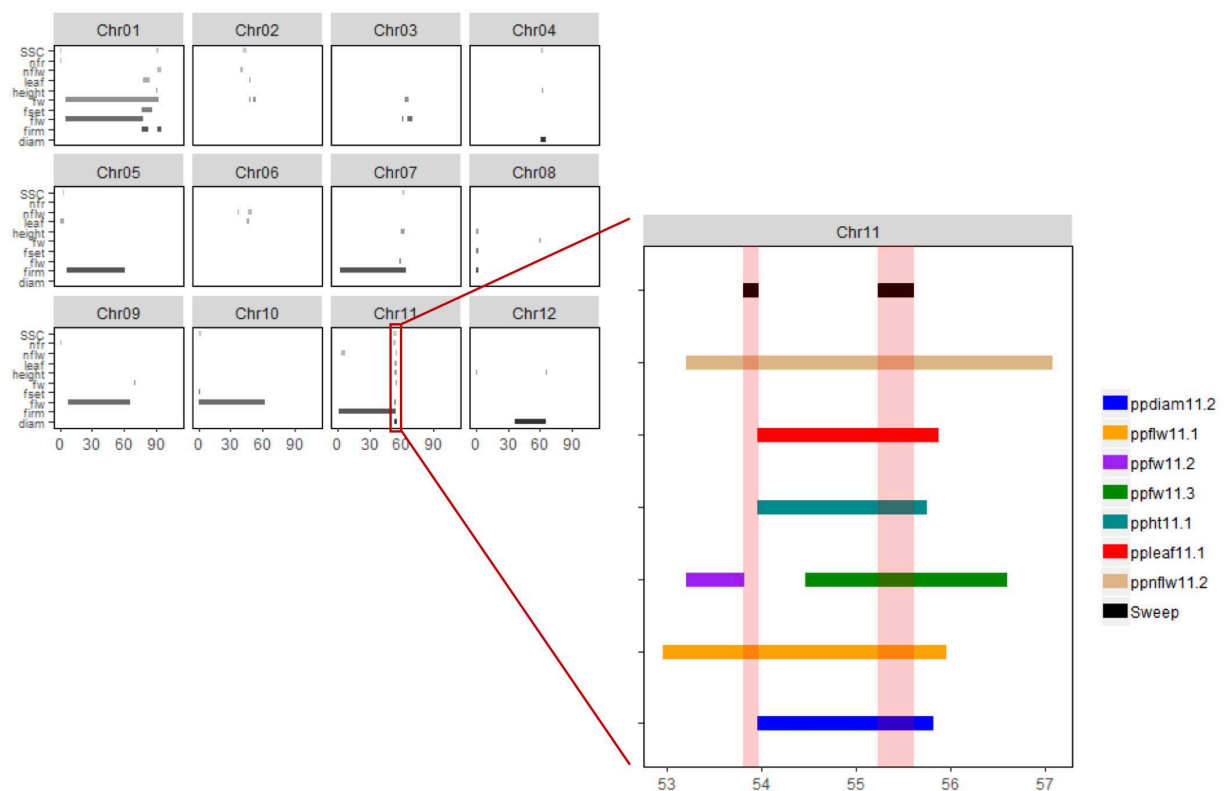 Chr01 Chr02 Chr03 Chr04
SSC
nfr
nflw
leaf
height
fw
fset
flw
firm
diam
Chr05 Chr06 Chr07 Chr08
SSC
nfr
nflw
leaf
height
fw
fset
flw
firm
diam
Chr09 Chr10 Chr11 Chr12
SSC
nfr
nflw
leaf
height
fw
fset
flw
firm
diam
0 30 60 90 0 30 60 90 0 30 60 90 0 30 60 90
Chr11
53 54 55 56 57
ppdiam11.2
ppflw11.1
ppfw11.2
ppfw11.3
ppht11.1
ppleaf11.1
ppnflw11.2
Sweep